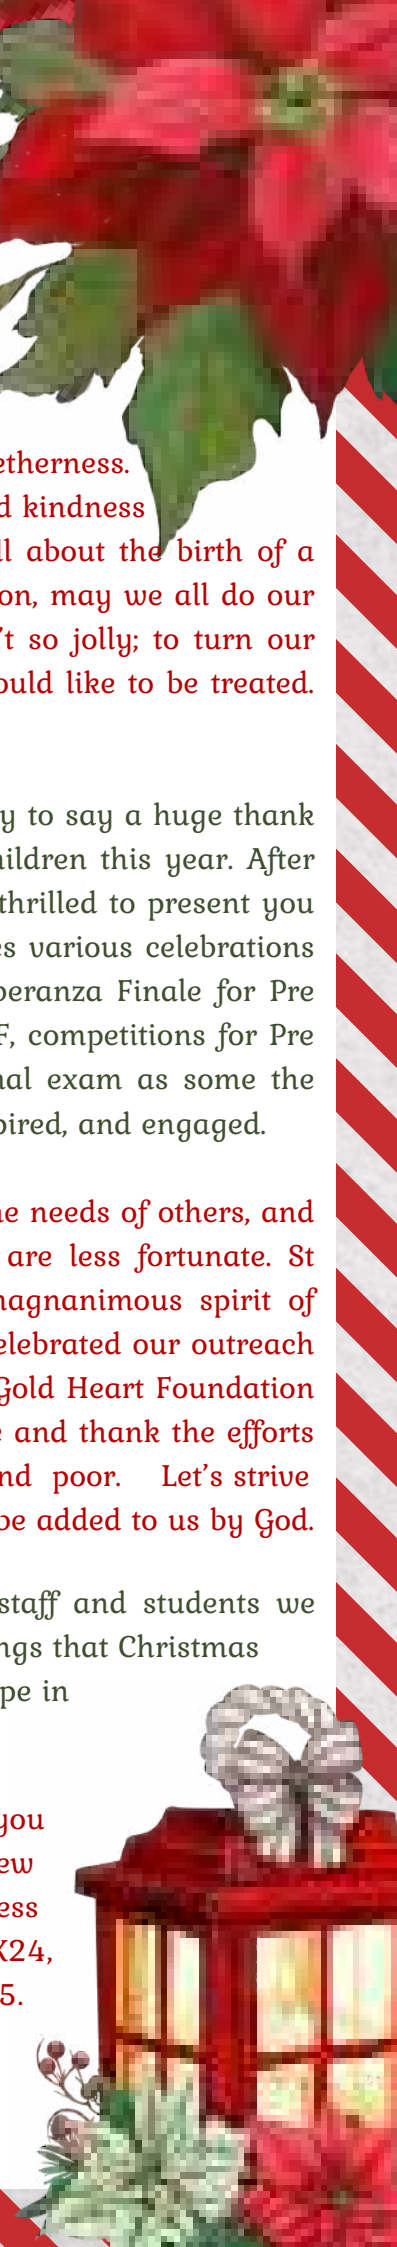 etherness.
d kindness
ll about the birth of a
on, may we all do our
't so jolly; to turn our
ould like to be treated.
y to say a huge thank
hildren this year. After
thrilled to present you
es various celebrations
peranza Finale for Pre
F, competitions for Pre
nal exam as some the
pired, and engaged.
he needs of others, and
are less fortunate. St
magnanimous spirit of
elebrated our outreach
Gold Heart Foundation
e and thank the efforts
nd poor. Let's strive
be added to us by God.
staff and students we
ngs that Christmas
pe in
you
ew
ess
X24,
5.